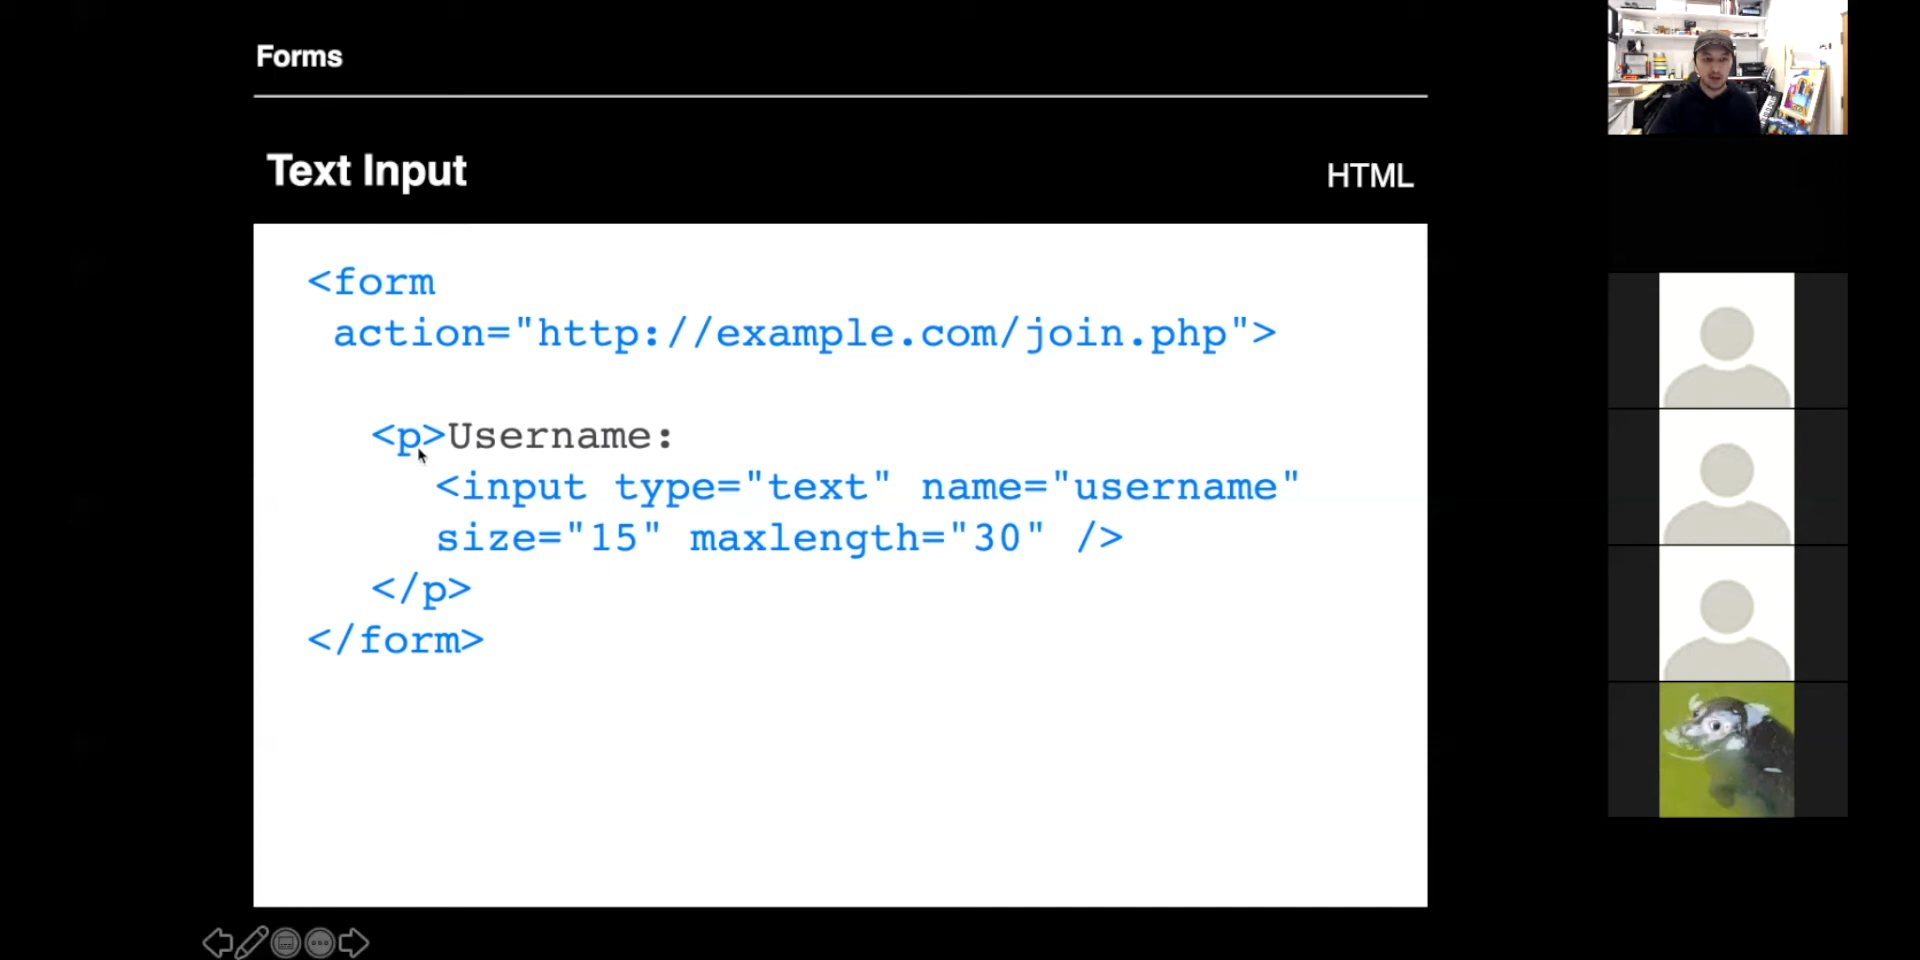 Forms
Text Input
HTML
<form
action="http://example.com/join.php">
<p>Username:
<input type="text" name="username"
size="15" maxlength="30" />
</p>
</form>